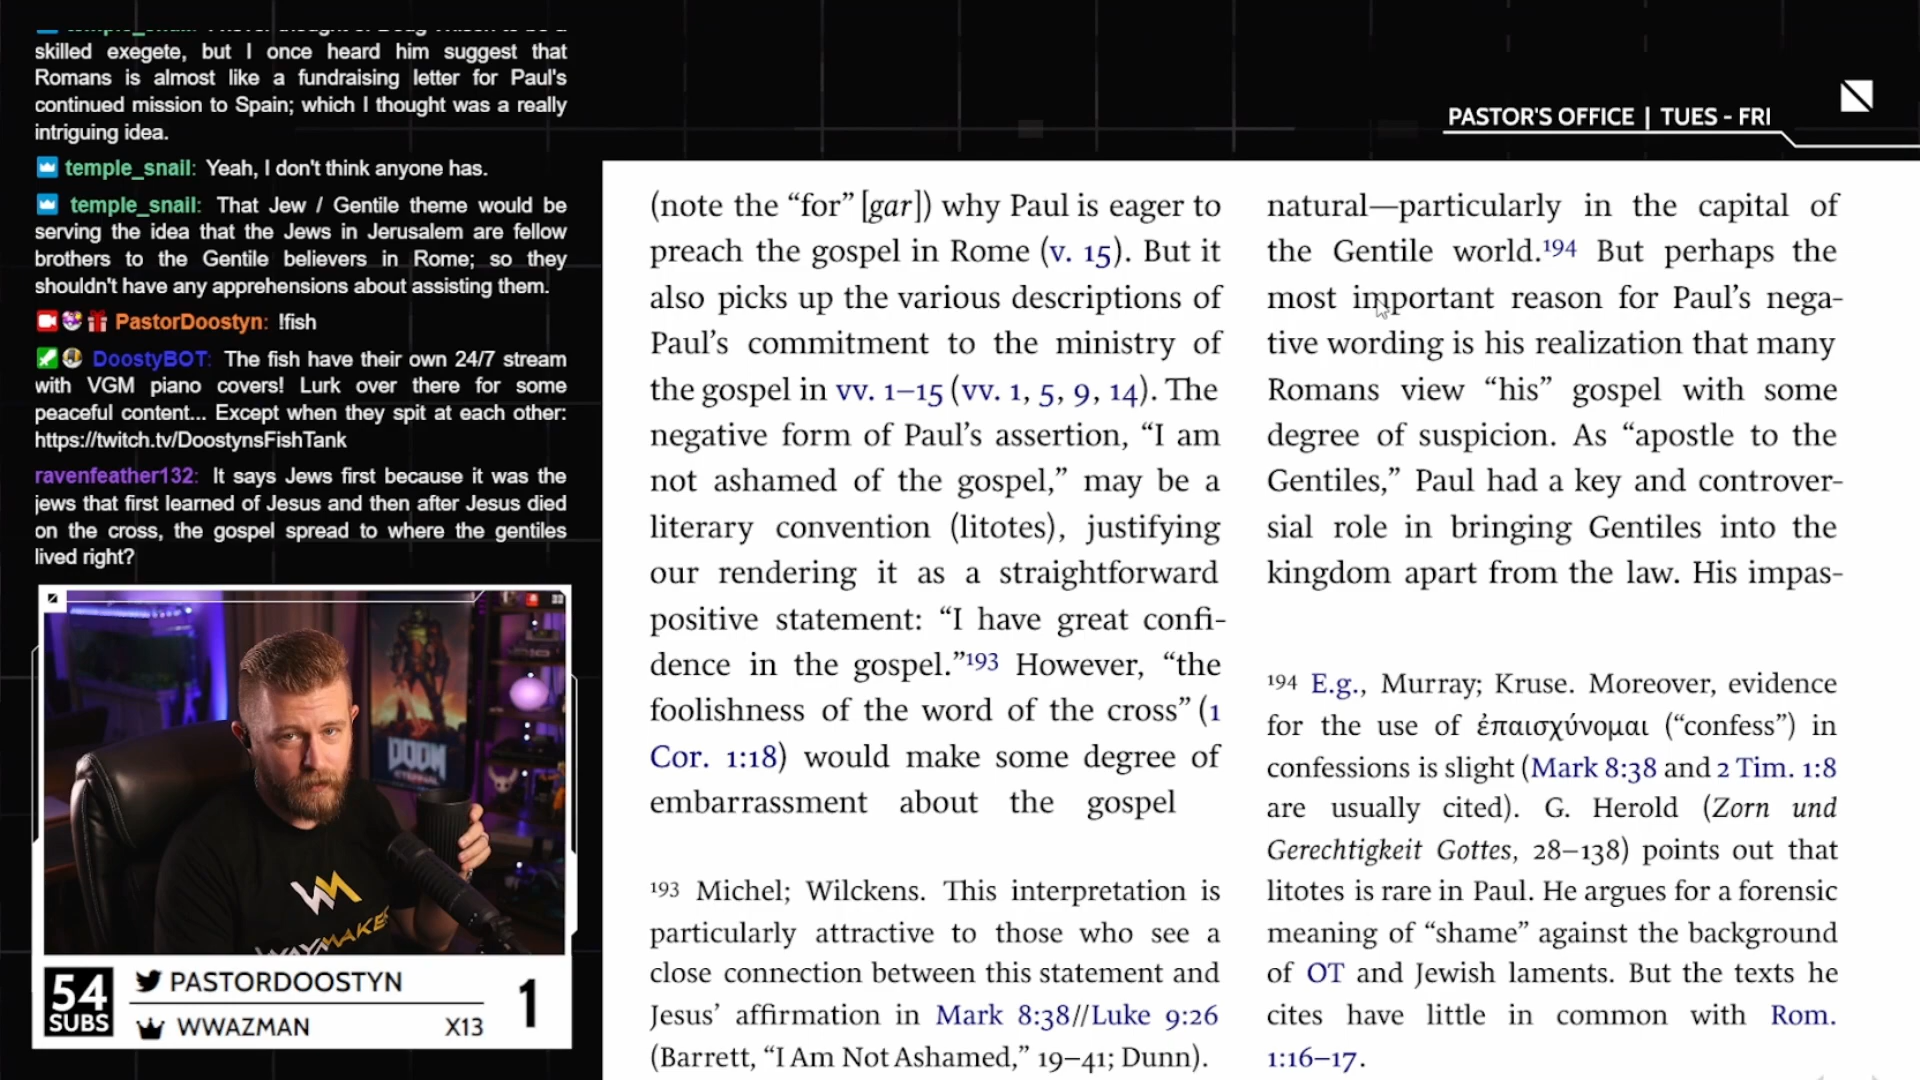 skilled exegete, but I once heard him suggest that
Romans is almost like a fundraising letter for Paul's
continued mission to Spain; which I thought was a really
intriguing idea.
temple_snail: Yeah, I don't think anyone has.
temple_snail: That Jew / Gentile theme would be
serving the idea that the Jews in Jerusalem are fellow
brothers to the Gentile believers in Rome; so they
shouldn't have any apprehensions about assisting them.
PastorDoostyn: !fish
DoostyBOT: The fish have their own 24/7 stream
with VGM piano covers! Lurk over there for some
peaceful content... Except when they spit at each other:
https://twitch.tv/DoostynsFishTank
ravenfeather132: It says Jews first because it was the
jews that first learned of Jesus and then after Jesus died
on the cross, the gospel spread to where the gentiles
lived right?
DOOM
ETERNAL
WAYMAKER
54
SUBS
PASTORDOOSTYN
WWAZMAN X13
1
PASTOR'S OFFICE | TUES - FRI
(note the “for” [gar]) why Paul is eager to
preach the gospel in Rome (v. 15). But it
also picks up the various descriptions of
Paul’s commitment to the ministry of
the gospel in vv. 1–15 (vv. 1, 5, 9, 14). The
negative form of Paul’s assertion, “I am
not ashamed of the gospel,” may be a
literary convention (litotes), justifying
our rendering it as a straightforward
positive statement: “I have great confi-
dence in the gospel.”193 However, “the
foolishness of the word of the cross” (1
Cor. 1:18) would make some degree of
embarrassment about the gospel
193 Michel; Wilckens. This interpretation is
particularly attractive to those who see a
close connection between this statement and
Jesus’ affirmation in Mark 8:38//Luke 9:26
(Barrett, “I Am Not Ashamed,” 19–41; Dunn).
natural—particularly in the capital of
the Gentile world.194 But perhaps the
most important reason for Paul’s nega-
tive wording is his realization that many
Romans view “his” gospel with some
degree of suspicion. As “apostle to the
Gentiles,” Paul had a key and controver-
sial role in bringing Gentiles into the
kingdom apart from the law. His impas-
194 E.g., Murray; Kruse. Moreover, evidence
for the use of ἐπαισχύνομαι (“confess”) in
confessions is slight (Mark 8:38 and 2 Tim. 1:8
are usually cited). G. Herold (Zorn und
Gerechtigkeit Gottes, 28–138) points out that
litotes is rare in Paul. He argues for a forensic
meaning of “shame” against the background
of OT and Jewish laments. But the texts he
cites have little in common with Rom.
1:16–17.